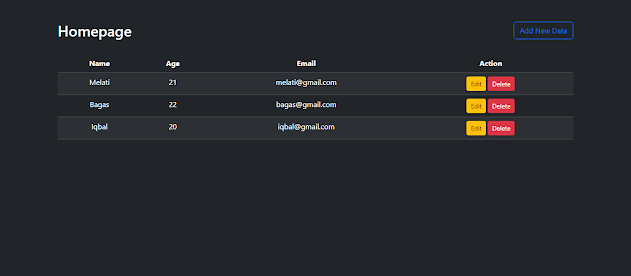 Homepage
Add New Data
Name Age Email Action
Melati 21 melati@gmail.com Edit Delete
Bagas 22 bagas@gmail.com Edit Delete
Iqbal 20 iqbal@gmail.com Edit Delete